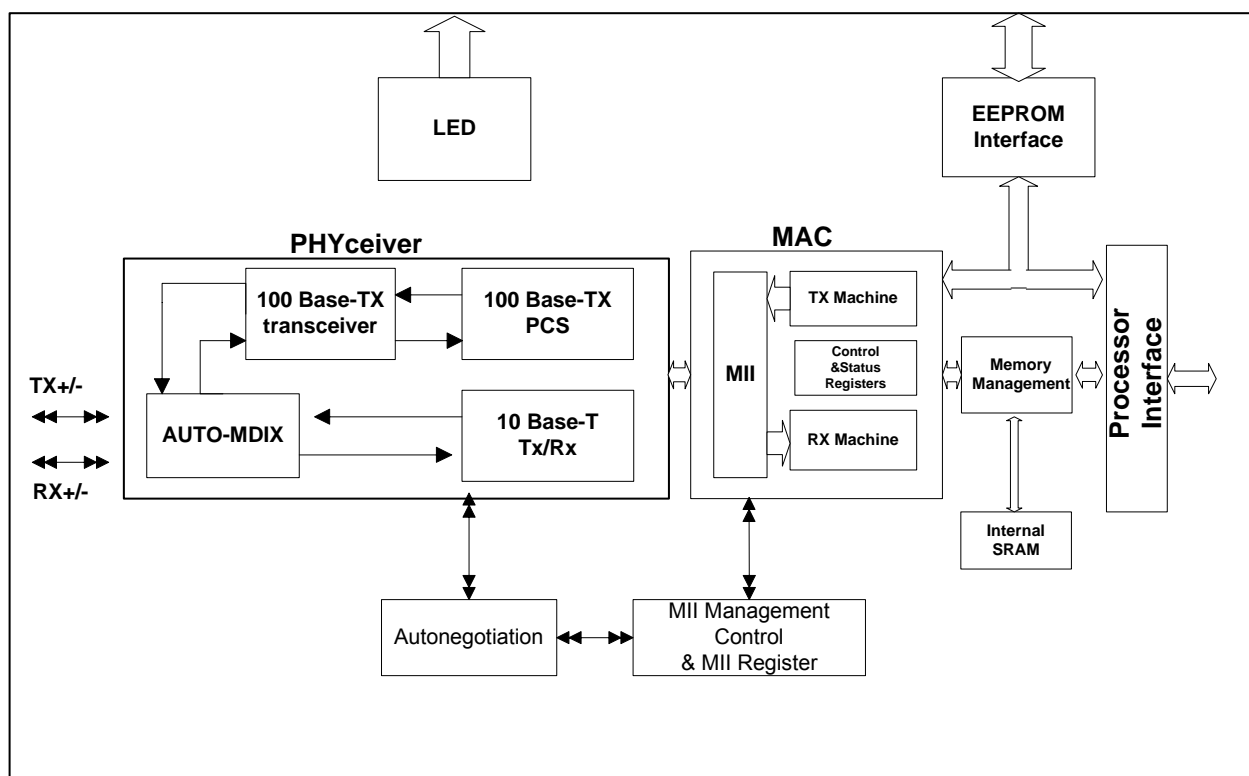 LED
EEPROM
Interface
PHYceiver
MAC
100 Base-TX
transceiver
100 Base-TX
PCS
TX Machine
MII
Control
&Status
Registers
Memory
Management
Processor
Interface
TX+/-
AUTO-MDIX
10 Base-T
Tx/Rx
RX Machine
RX+/-
Internal
SRAM
Autonegotiation
MII Management
Control
& MII Register